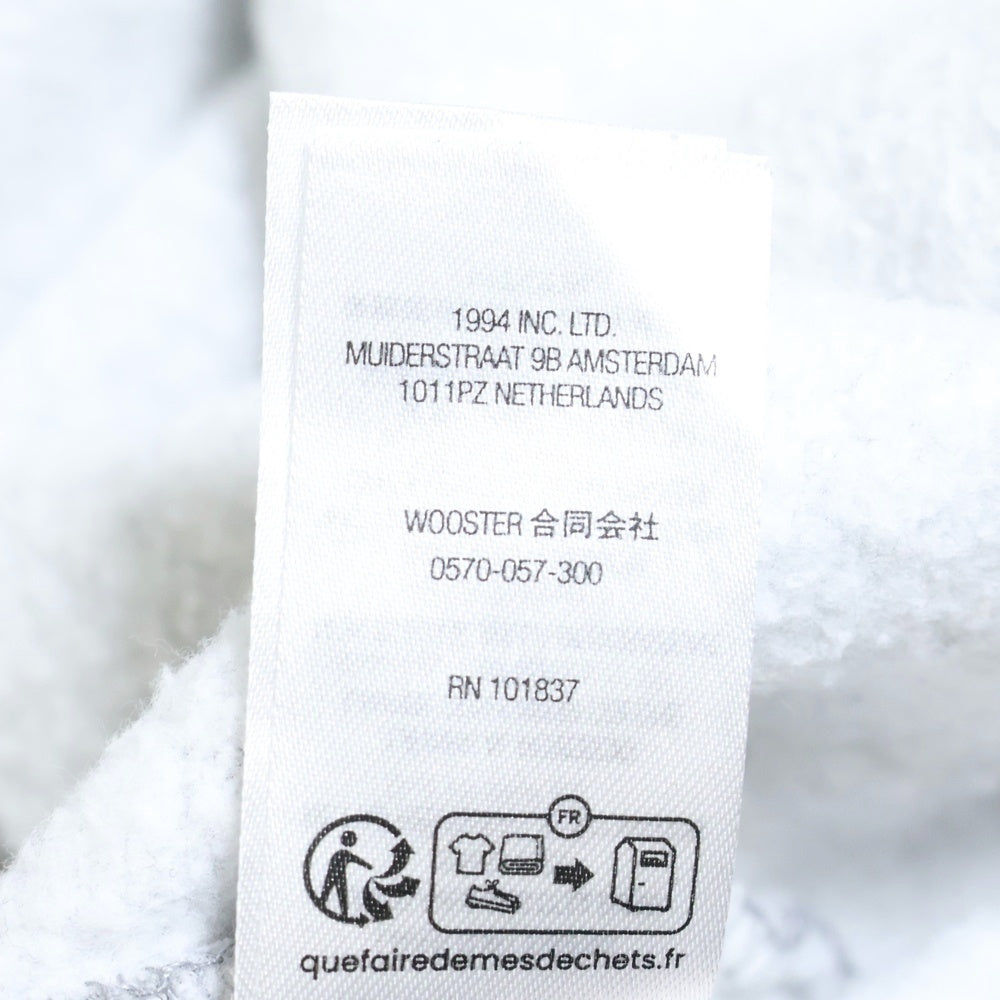 1994 INC. LTD.
MUIDERSTRAAT 9B AMSTERDAM
1011PZ NETHERLANDS
WOOSTER 合同会社
0570-057-300
RN 101837
FR
quefairedemesdechets.fr